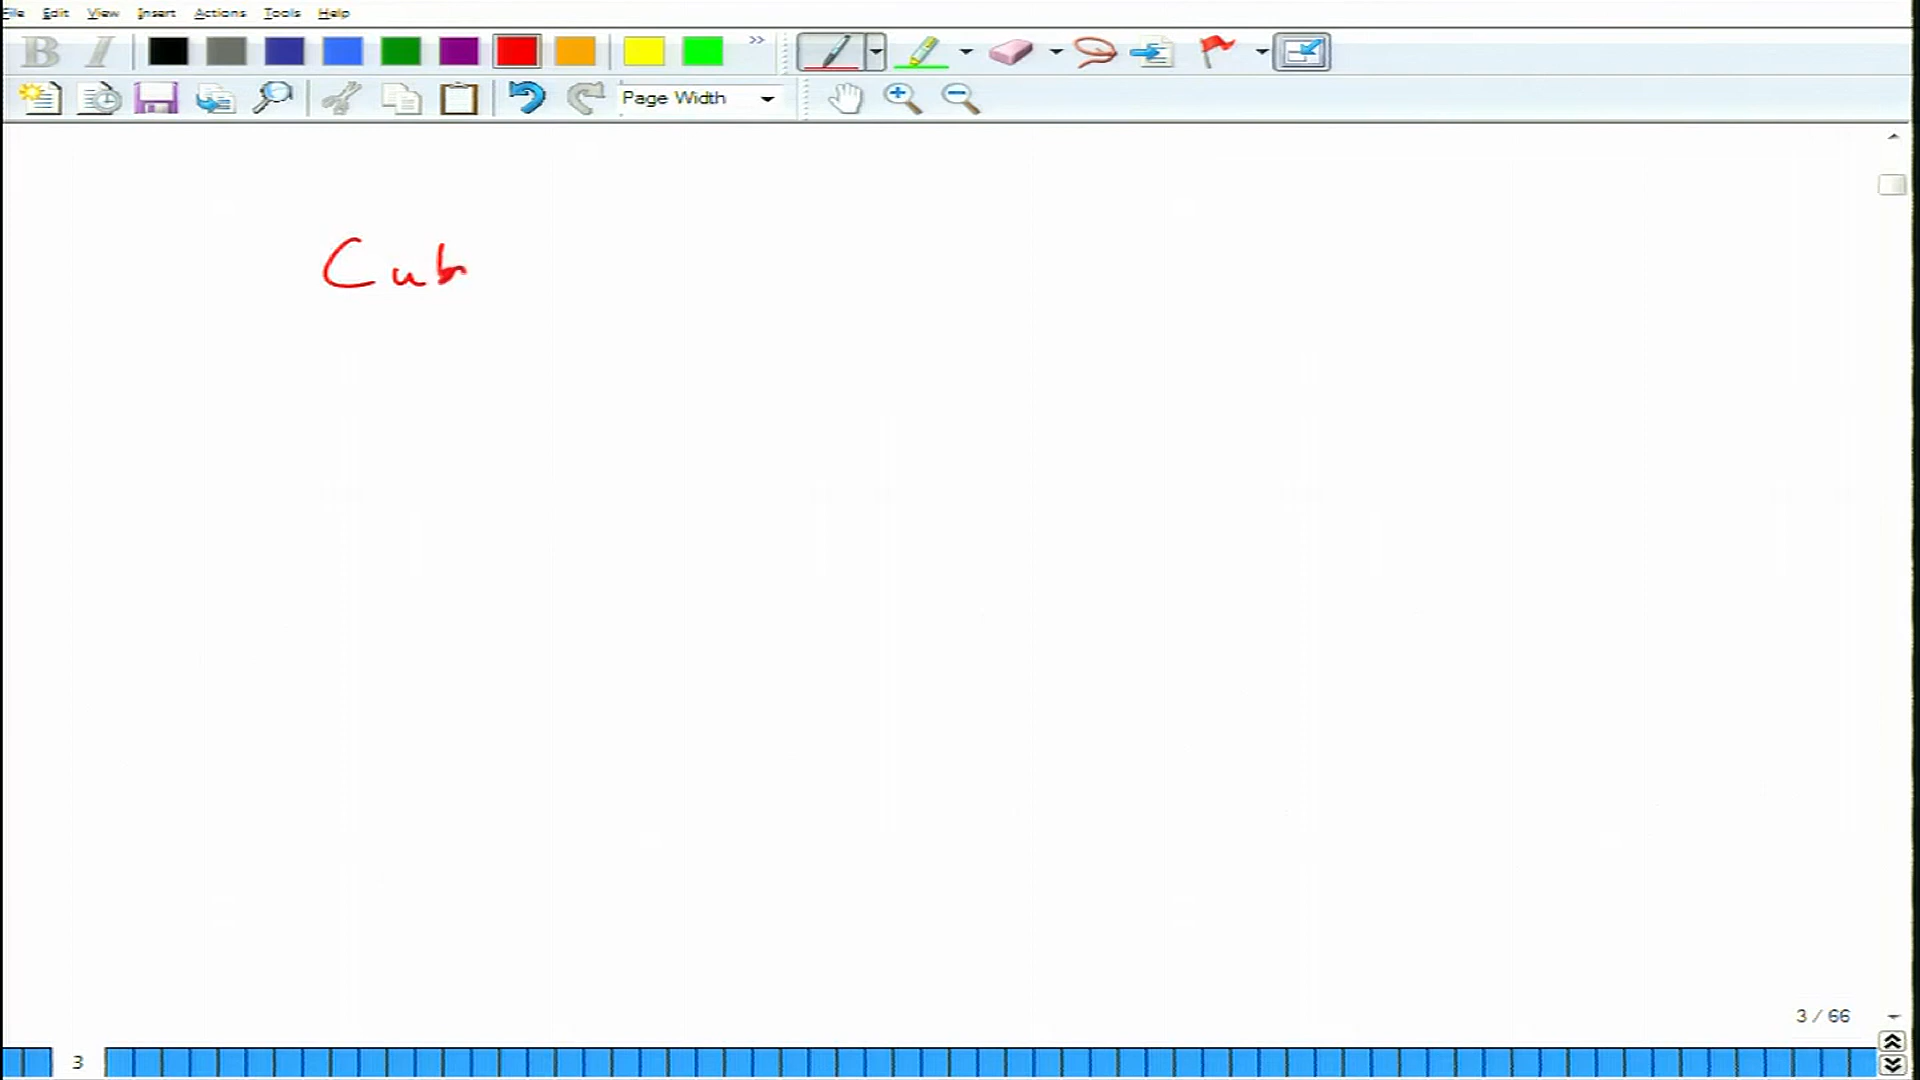 File Edit View Insert Actions Tools Help
B I
Page Width
Cub
3 / 66
3